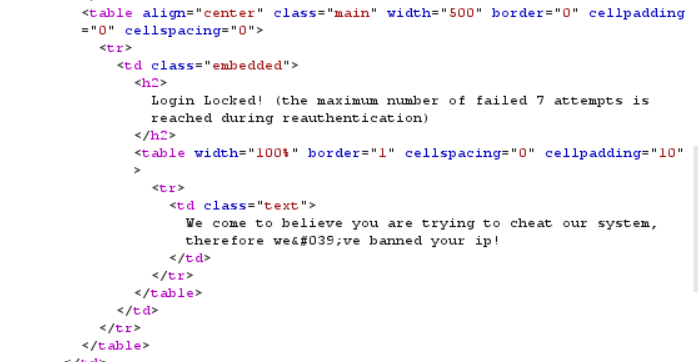 <table align="center" class="main" width="500" border="0" cellpadding
="0" cellspacing="0">
<tr>
<td class="embedded">
<h2>
Login Locked! (the maximum number of failed 7 attempts is
reached during reauthentication)
</h2>
<table width="100%" border="1" cellspacing="0" cellpadding="10"
>
<tr>
<td class="text">
We come to believe you are trying to cheat our system,
therefore we&#039;ve banned your ip!
</td>
</tr>
</table>
</td>
</tr>
</table>
</td>